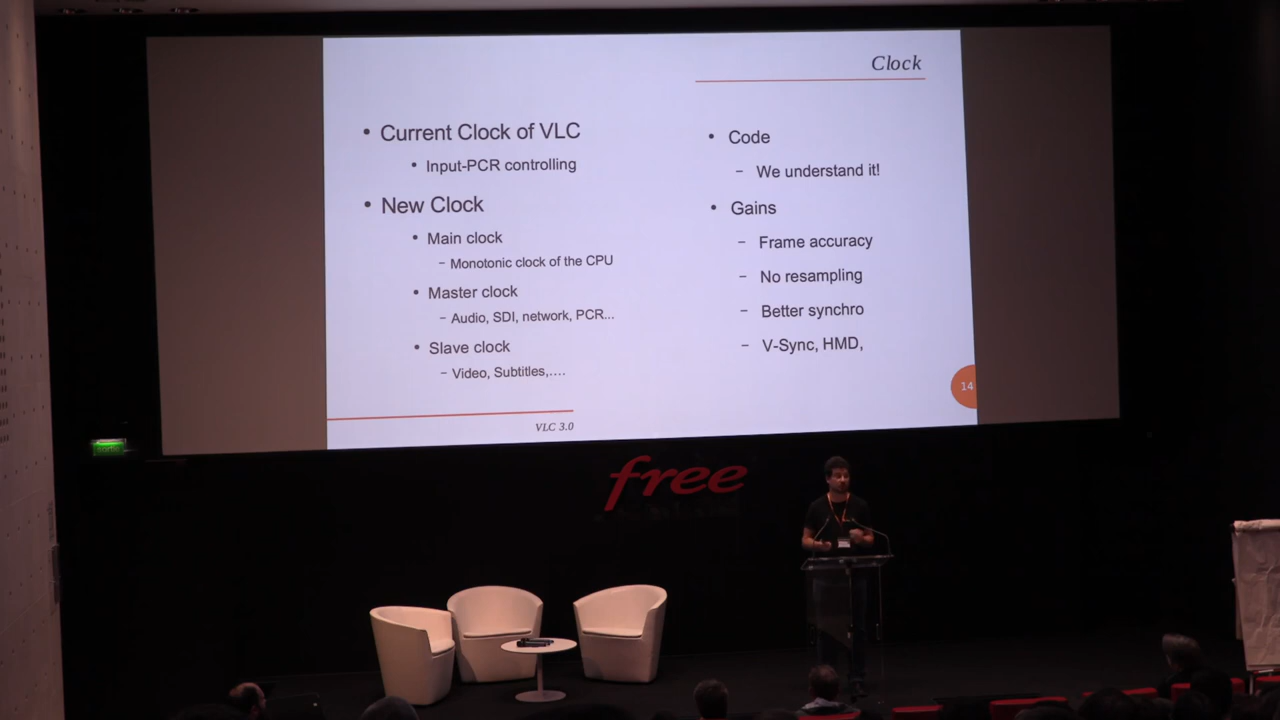 Clock
• Current Clock of VLC
• Input-PCR controlling
• New Clock
• Main clock
– Monotonic clock of the CPU
• Master clock
– Audio, SDI, network, PCR...
• Slave clock
– Video, Subtitles,....
• Code
– We understand it!
• Gains
– Frame accuracy
– No resampling
– Better synchro
– V-Sync, HMD,
14
VLC 3.0
free